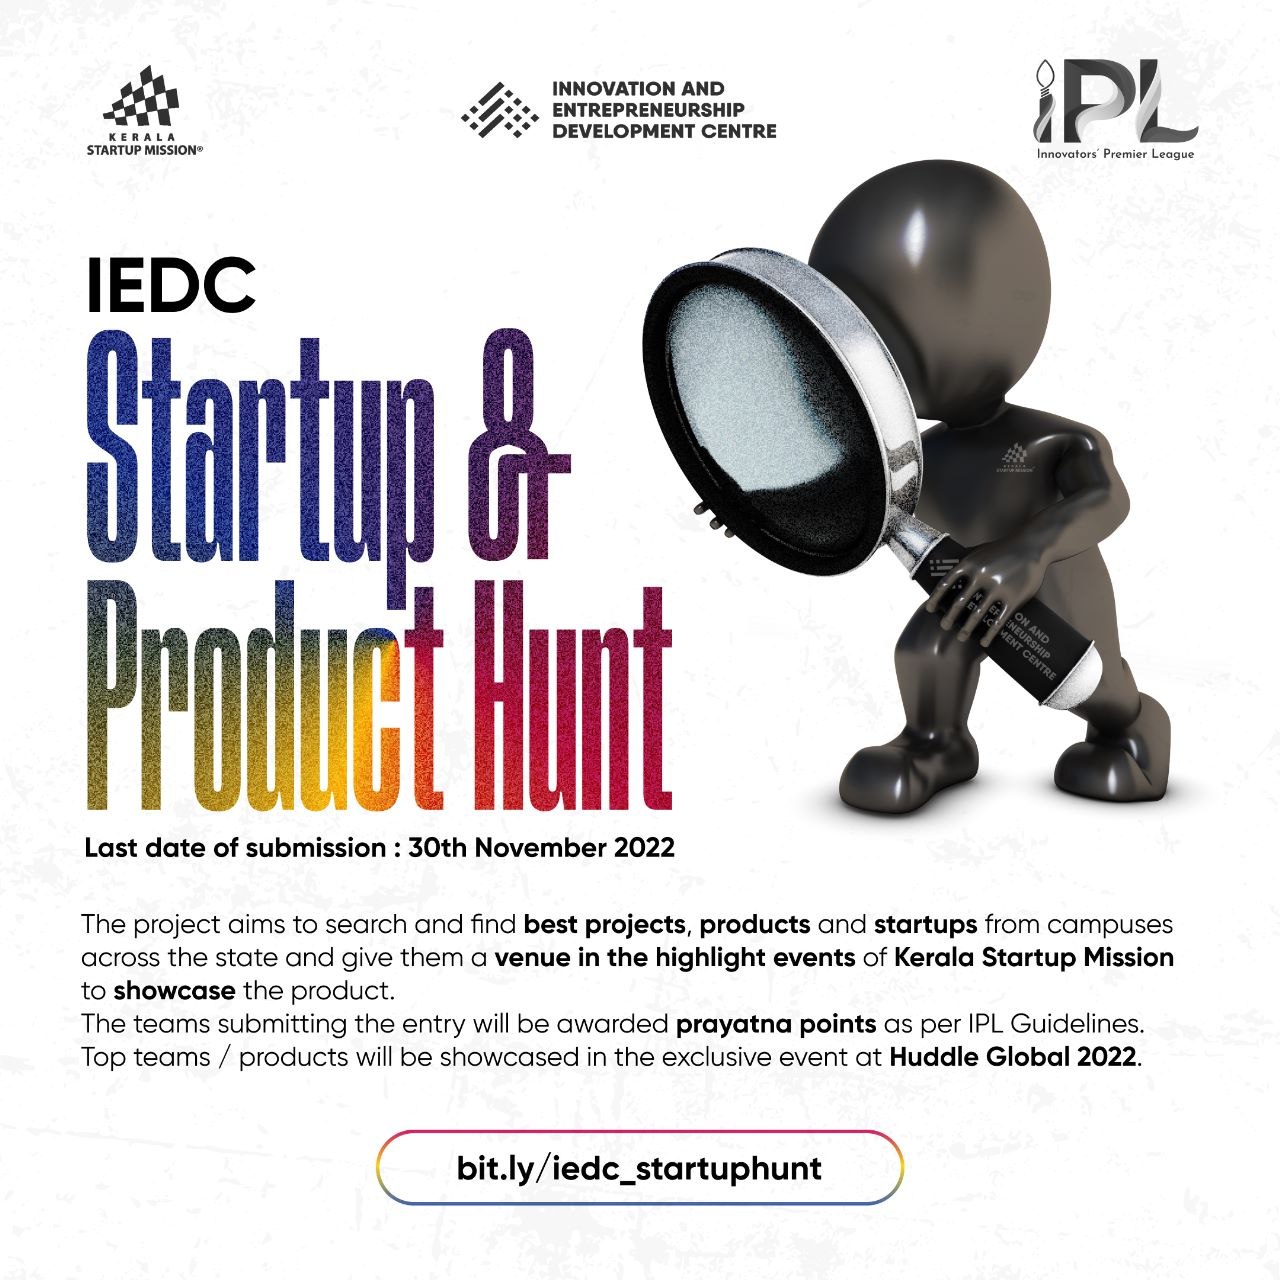 KERALA
STARTUP MISSION®
INNOVATION AND
ENTREPRENEURSHIP
DEVELOPMENT CENTRE
iPL
Innovators' Premier League
IEDC
Startup &
Product Hunt
Last date of submission : 30th November 2022
KERALA
STARTUP MISSION
ON AND
NEURSHIP
MENT CENTRE
The project aims to search and find best projects, products and startups from campuses
across the state and give them a venue in the highlight events of Kerala Startup Mission
to showcase the product.
The teams submitting the entry will be awarded prayatna points as per IPL Guidelines.
Top teams / products will be showcased in the exclusive event at Huddle Global 2022.
bit.ly/iedc_startuphunt